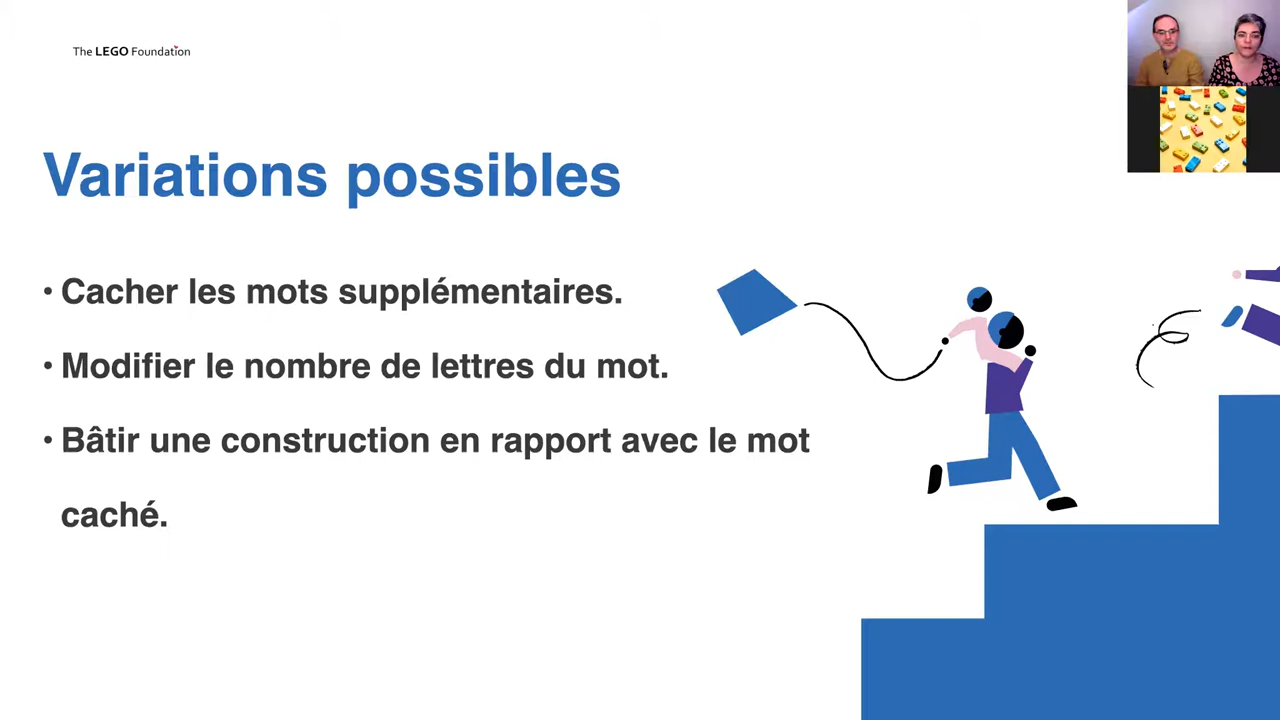 The LEGO Foundation
Variations possibles
• Cacher les mots supplémentaires.
• Modifier le nombre de lettres du mot.
• Bâtir une construction en rapport avec le mot
caché.